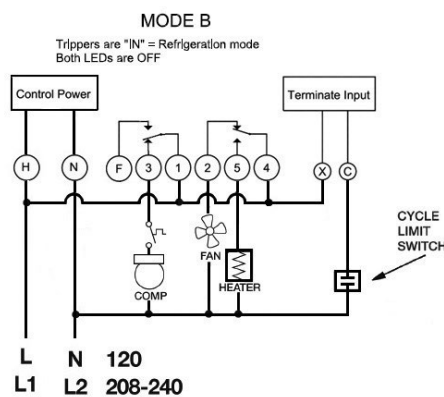 MODE B
Trippers are "IN" = Refrigeration mode
Both LEDs are OFF
Control Power
Terminate Input
H
N
F
3
1
2
5
4
X
C
COMP
FAN
HEATER
CYCLE
LIMIT
SWITCH
L N 120
L1 L2 208-240